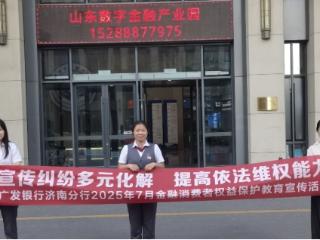 山东数字金融产业园
15288877975
宣传纠纷多元化解 提高依法维权能力
广发银行济南分行2025年7月金融消费者权益保护教育宣传活